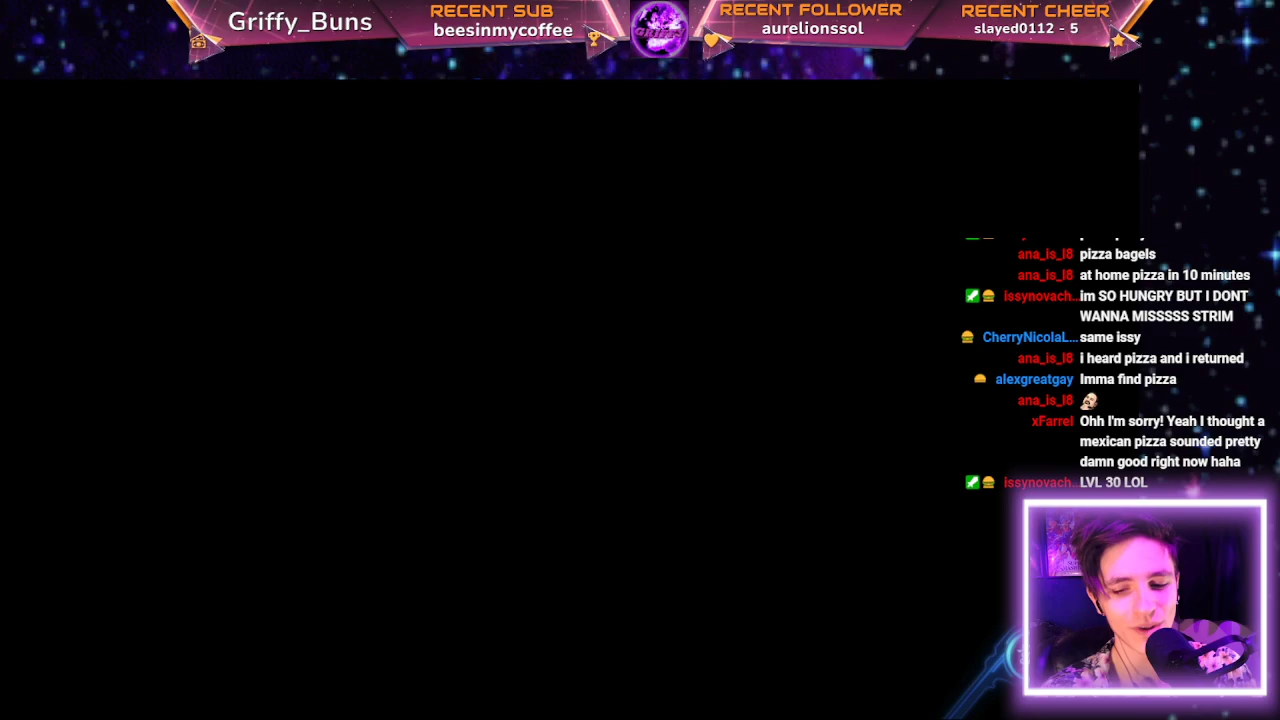 Griffy_Buns
RECENT SUB
beesinmycoffee
GRIFFY
RECENT FOLLOWER
aurelionssol
RECENT CHEER
slayed0112 - 5
ana_is_l8 pizza bagels
ana_is_l8 at home pizza in 10 minutes
issynovach... im SO HUNGRY BUT I DONT
WANNA MISSSSS STRIM
CherryNicolaL... same issy
ana_is_l8 i heard pizza and i returned
alexgreatgay Imma find pizza
ana_is_l8
xFarrel Ohh I'm sorry! Yeah I thought a
mexican pizza sounded pretty
damn good right now haha
issynovach... LVL 30 LOL